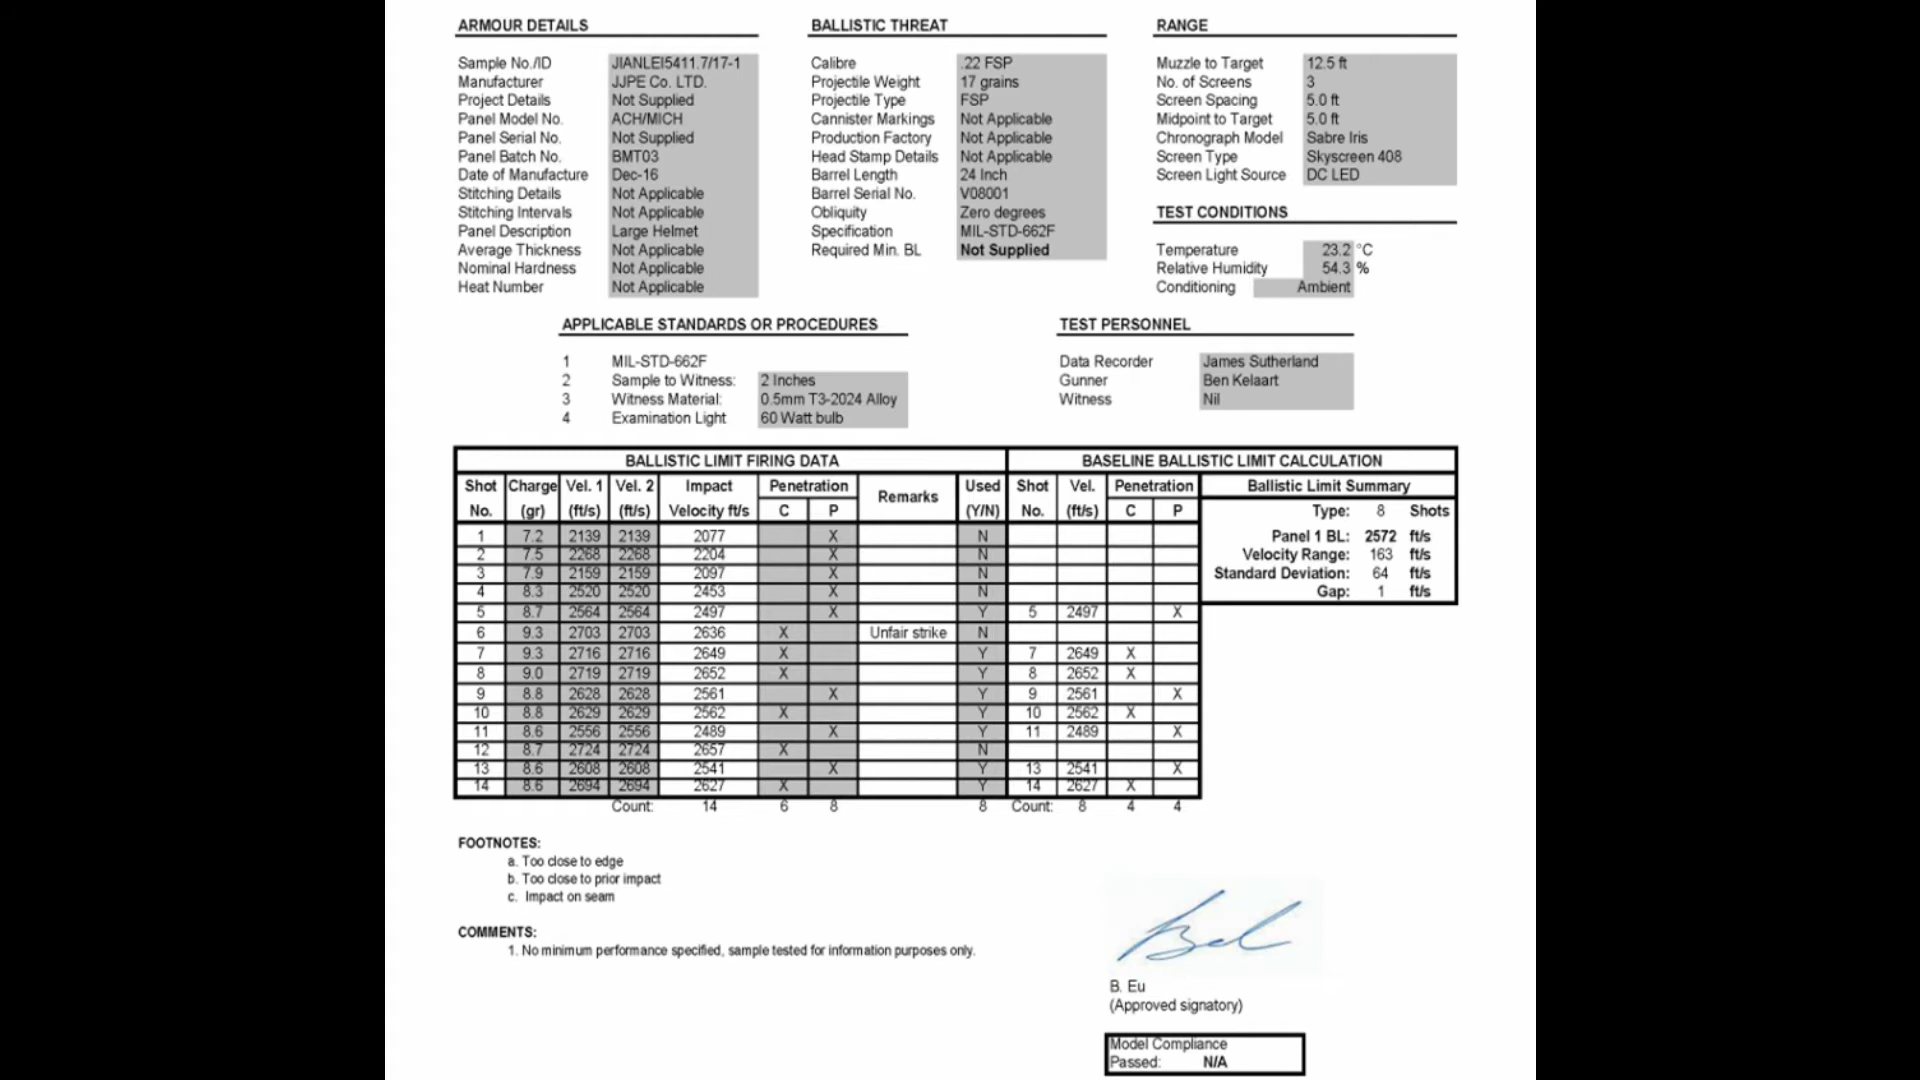 ARMOUR DETAILS
Sample No./ID JIANLEI5411.7/17-1
Manufacturer JJPE Co. LTD.
Project Details Not Supplied
Panel Model No. ACH/MICH
Panel Serial No. Not Supplied
Panel Batch No. BMT03
Date of Manufacture Dec-16
Stitching Details Not Applicable
Stitching Intervals Not Applicable
Panel Description Large Helmet
Average Thickness Not Applicable
Nominal Hardness Not Applicable
Heat Number Not Applicable
BALLISTIC THREAT
Calibre .22 FSP
Projectile Weight 17 grains
Projectile Type FSP
Cannister Markings Not Applicable
Production Factory Not Applicable
Head Stamp Details Not Applicable
Barrel Length 24 Inch
Barrel Serial No. V08001
Obliquity Zero degrees
Specification MIL-STD-662F
Required Min. BL Not Supplied
RANGE
Muzzle to Target 12.5 ft
No. of Screens 3
Screen Spacing 5.0 ft
Midpoint to Target 5.0 ft
Chronograph Model Sabre Iris
Screen Type Skyscreen 408
Screen Light Source DC LED
TEST CONDITIONS
Temperature 23.2 °C
Relative Humidity 54.3 %
Conditioning Ambient
APPLICABLE STANDARDS OR PROCEDURES
1 MIL-STD-662F
2 Sample to Witness: 2 Inches
3 Witness Material: 0.5mm T3-2024 Alloy
4 Examination Light 60 Watt bulb
TEST PERSONNEL
Data Recorder James Sutherland
Gunner Ben Kelaart
Witness Nil
BALLISTIC LIMIT FIRING DATA
Shot Charge Vel. 1 Vel. 2 Impact Penetration Remarks Used
No. (gr) (ft/s) (ft/s) Velocity ft/s C P (Y/N)
1 7.2 2139 2139 2077 X N
2 7.5 2268 2268 2204 X N
3 7.9 2159 2159 2097 X N
4 8.3 2520 2520 2453 X N
5 8.7 2564 2564 2497 X Y
6 9.3 2703 2703 2636 X Unfair strike N
7 9.3 2716 2716 2649 X Y
8 9.0 2719 2719 2652 X Y
9 8.8 2628 2628 2561 X Y
10 8.8 2629 2629 2562 X Y
11 8.6 2556 2556 2489 X Y
12 8.7 2724 2724 2657 X N
13 8.6 2608 2608 2541 X Y
14 8.6 2694 2694 2627 X Y
Count: 14 6 8 8
BASELINE BALLISTIC LIMIT CALCULATION
Shot Vel. Penetration
No. (ft/s) C P
5 2497 X
7 2649 X
8 2652 X
9 2561 X
10 2562 X
11 2489 X
13 2541 X
14 2627 X
Count: 8 4 4
Ballistic Limit Summary
Type: 8 Shots
Panel 1 BL: 2572 ft/s
Velocity Range: 163 ft/s
Standard Deviation: 64 ft/s
Gap: 1 ft/s
FOOTNOTES:
a. Too close to edge
b. Too close to prior impact
c. Impact on seam
COMMENTS:
1. No minimum performance specified, sample tested for information purposes only.
B. Eu
(Approved signatory)
Model Compliance
Passed: N/A